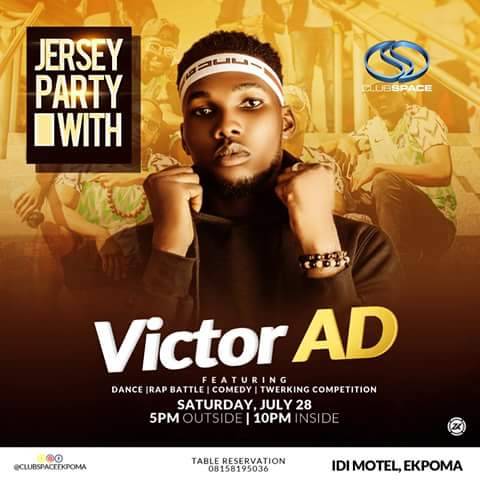 JERSEY
PARTY
WITH
CLUBSPACE
Victor AD
FEATURING
DANCE |RAP BATTLE | COMEDY | TWERKING COMPETITION
SATURDAY, JULY 28
5PM OUTSIDE | 10PM INSIDE
@CLUBSPACEEKPOMA
TABLE RESERVATION
08158195036
IDI MOTEL, EKPOMA